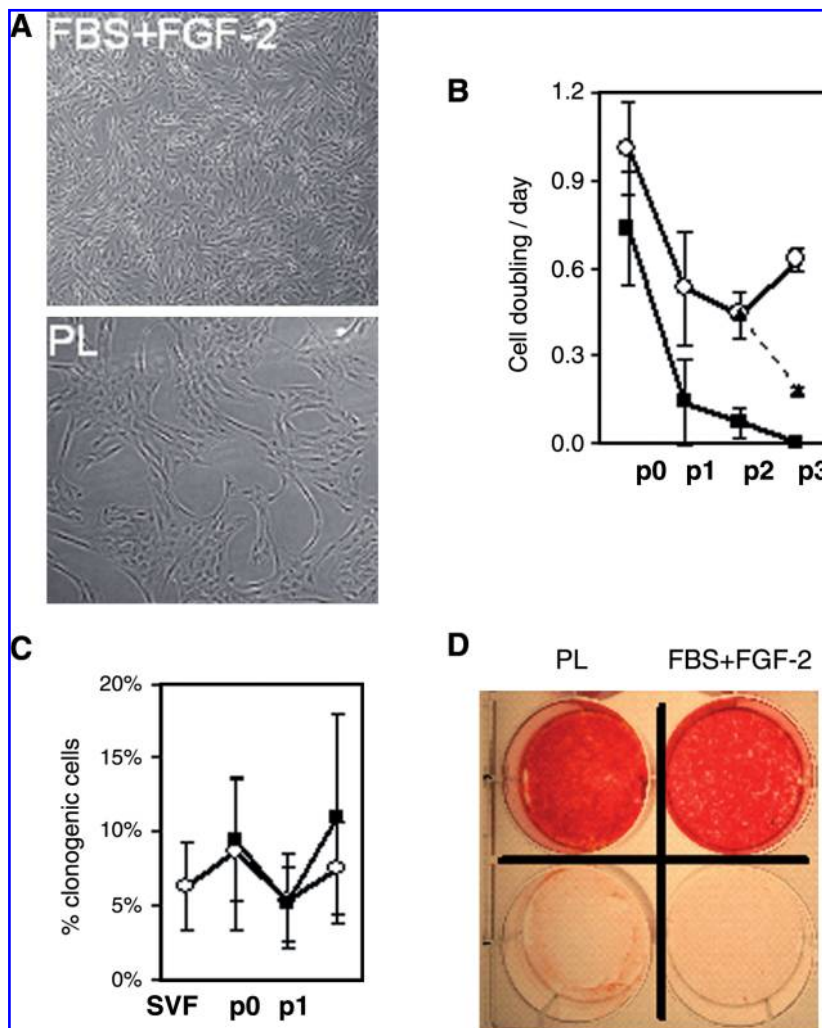 A
FBS+FGF-2
PL
B
1.2
0.9
0.6
0.3
0.0
Cell doubling / day
p0 p1 p2 p3
C
20%
15%
10%
5%
0%
% clonogenic cells
SVF p0 p1
D
PL FBS+FGF-2